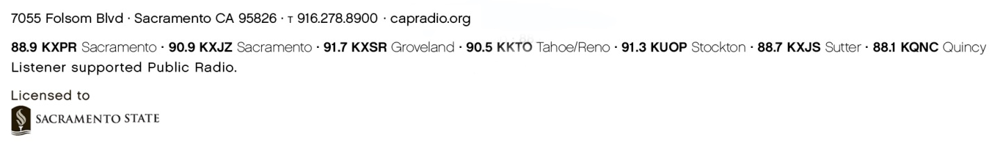 7055 Folsom Blvd · Sacramento CA 95826 · T 916.278.8900 · capradio.org
88.9 KXPR Sacramento · 90.9 KXJZ Sacramento · 91.7 KXSR Groveland · 90.5 KKTO Tahoe/Reno · 91.3 KUOP Stockton · 88.7 KXJS Sutter · 88.1 KQNC Quincy
Listener supported Public Radio.
Licensed to
SACRAMENTO STATE